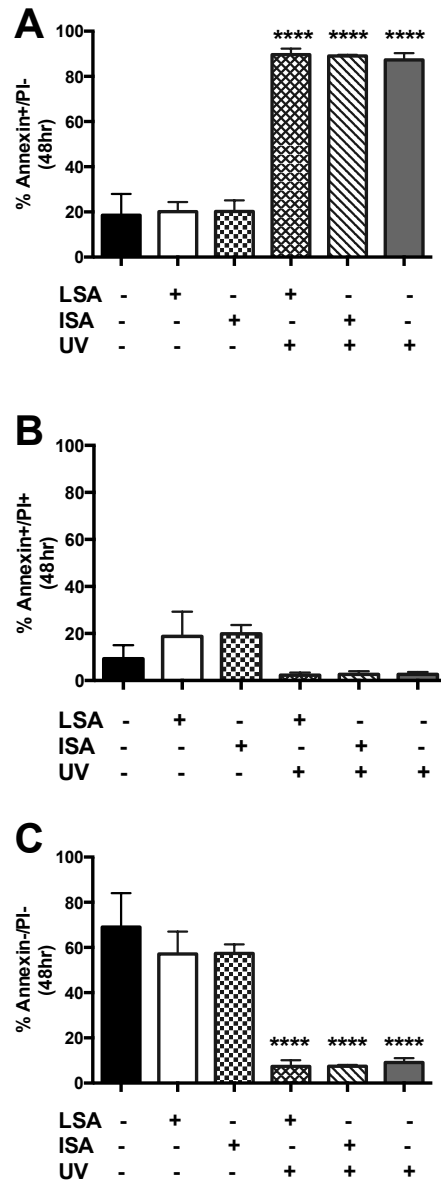 A
% Annexin+/PI-
(48hr)
100
80
60
40
20
0
**** **** ****
LSA - + - + - -
ISA - - + - + -
UV - - - + + +
B
% Annexin+/PI+
(48hr)
100
80
60
40
20
0
LSA - + - + - -
ISA - - + - + -
UV - - - + + +
C
% Annexin-/PI-
(48hr)
100
80
60
40
20
0
**** **** ****
LSA - + - + - -
ISA - - + - + -
UV - - - + + +